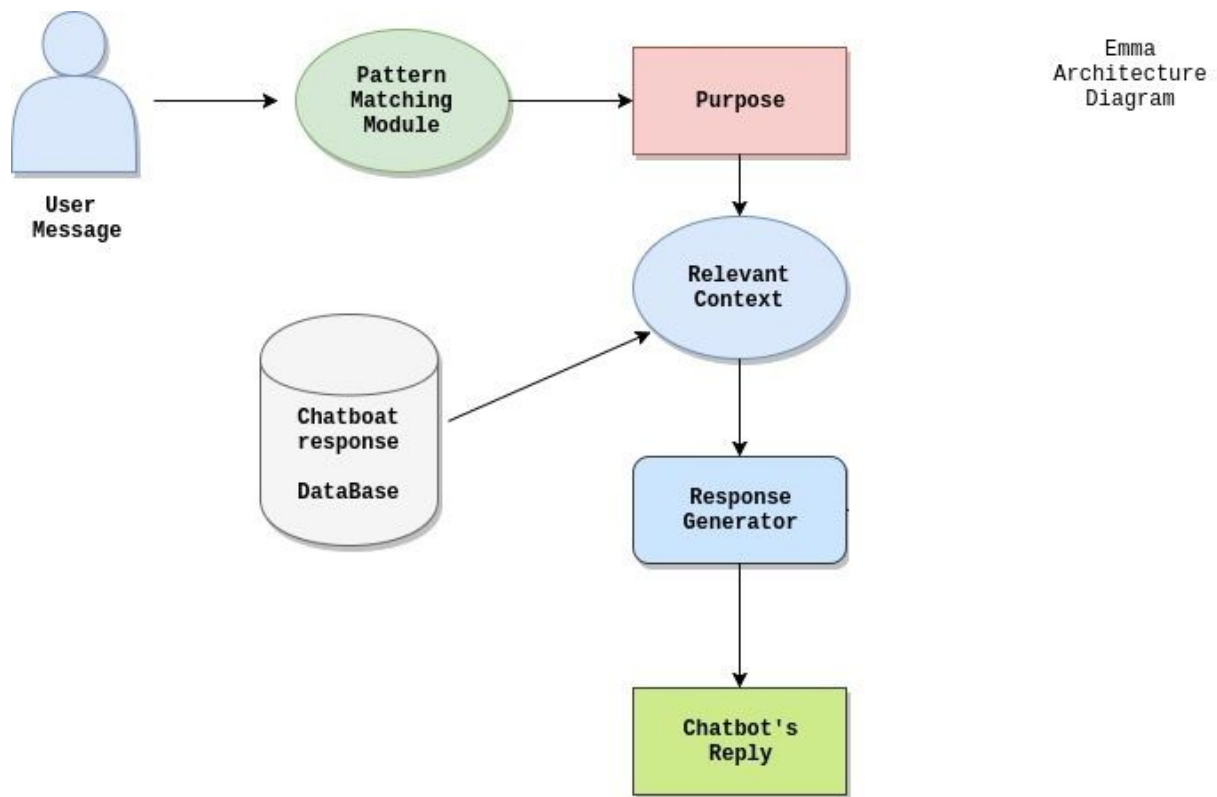 Pattern
Matching
Module
Purpose
Emma
Architecture
Diagram
User
Message
Relevant
Context
Chatboat
response
DataBase
Response
Generator
Chatbot's
Reply